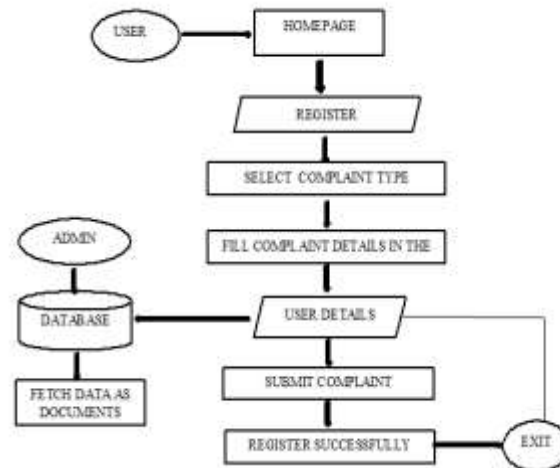 USER
HOMEPAGE
REGISTER
SELECT COMPLAINT TYPE
FILL COMPLAINT DETAILS IN THE
ADMIN
DATABASE
USER DETAILS
FETCH DATA AS
DOCUMENTS
SUBMIT COMPLAINT
REGISTER SUCCESSFULLY
EXIT